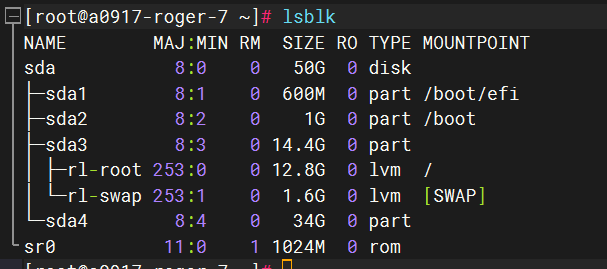 [root@a0917-roger-7 ~]# lsblk
NAME        MAJ:MIN RM  SIZE RO TYPE MOUNTPOINT
sda           8:0    0   50G  0 disk
├─sda1        8:1    0  600M  0 part /boot/efi
├─sda2        8:2    0    1G  0 part /boot
├─sda3        8:3    0 14.4G  0 part
│ ├─rl-root 253:0    0 12.8G  0 lvm  /
│ └─rl-swap 253:1    0  1.6G  0 lvm  [SWAP]
└─sda4        8:4    0   34G  0 part
sr0          11:0    1 1024M  0 rom
[root@a0917-roger-7 ~]#